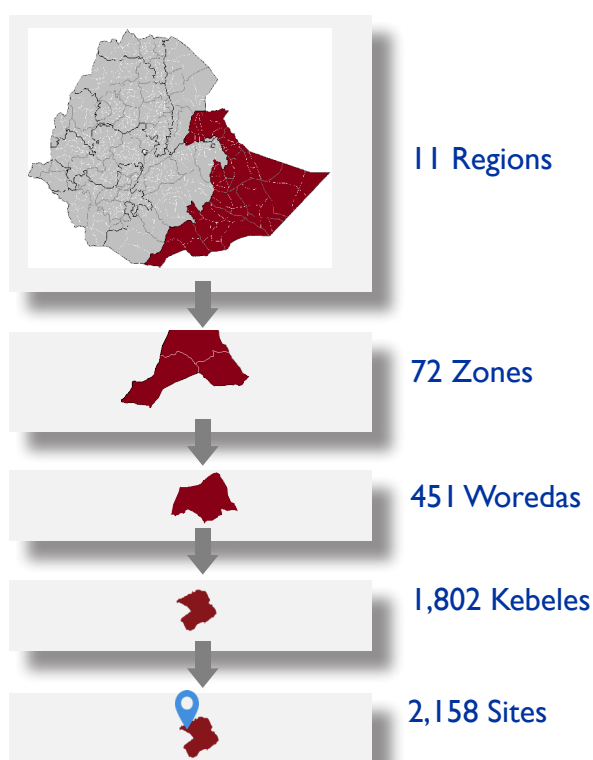 11 Regions
72 Zones
451 Woredas
1,802 Kebeles
2,158 Sites